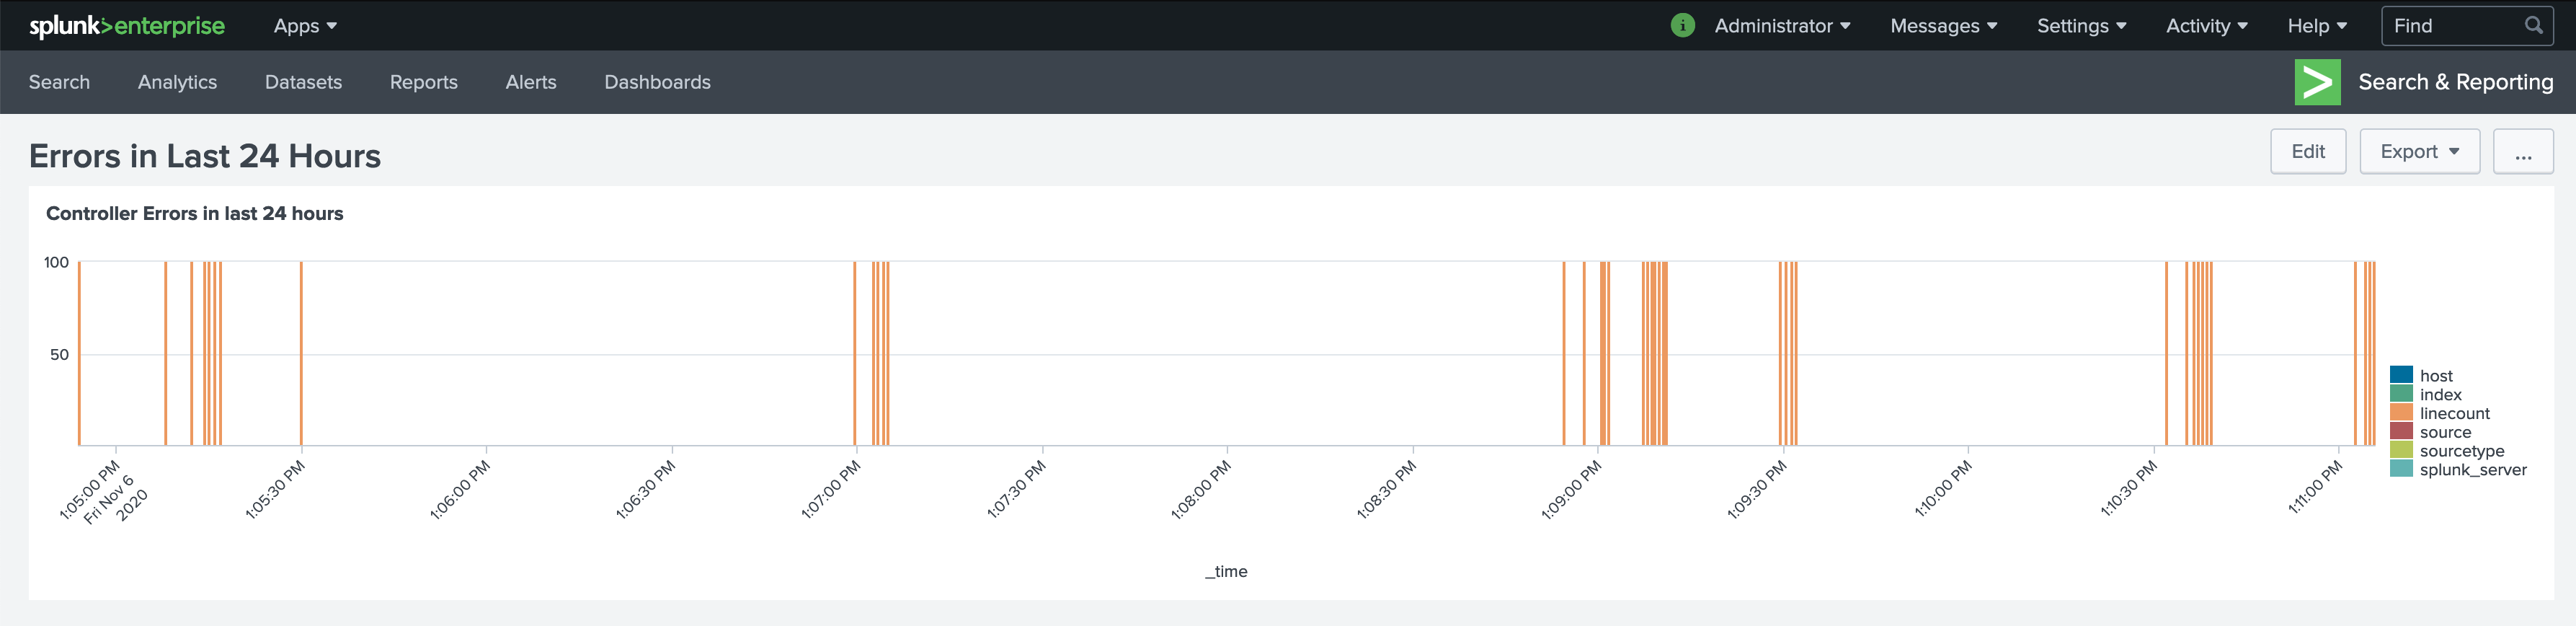 splunk>enterprise Apps Administrator Messages Settings Activity Help Find
Search Analytics Datasets Reports Alerts Dashboards Search & Reporting
Errors in Last 24 Hours Edit Export ...
Controller Errors in last 24 hours
100
50
host
index
linecount
source
sourcetype
splunk_server
1:05:00 PM
Fri Nov 6
2020
1:05:30 PM
1:06:00 PM
1:06:30 PM
1:07:00 PM
1:07:30 PM
1:08:00 PM
1:08:30 PM
1:09:00 PM
1:09:30 PM
1:10:00 PM
1:10:30 PM
1:11:00 PM
_time